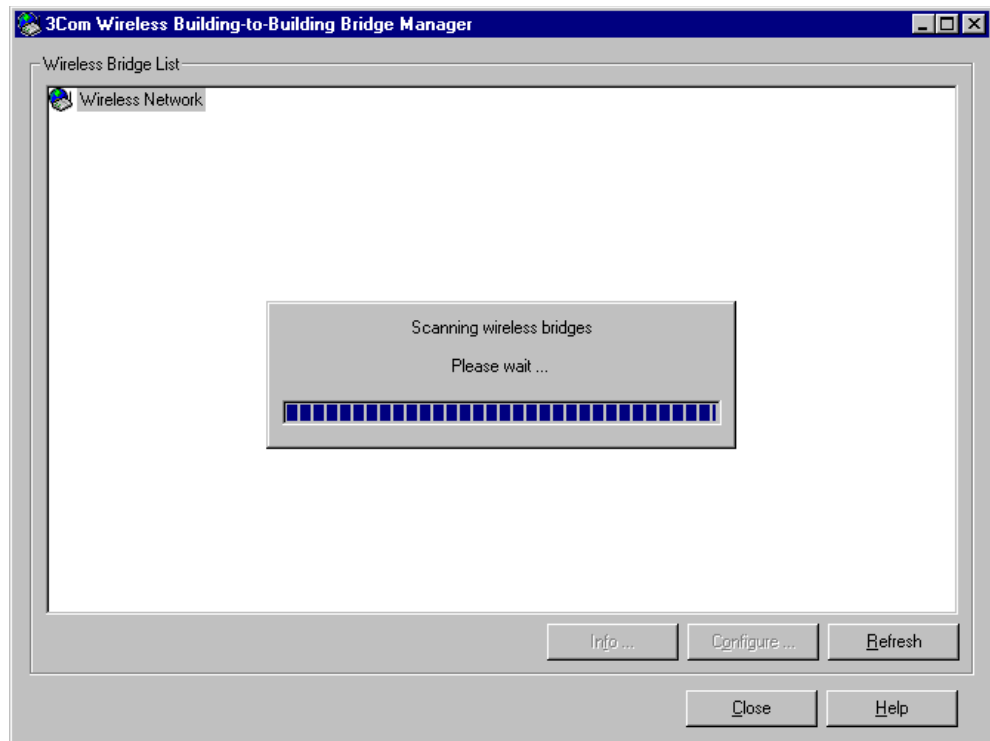 3Com Wireless Building-to-Building Bridge Manager
Wireless Bridge List
Wireless Network
Scanning wireless bridges
Please wait ...
Info ...
Configure ...
Refresh
Close
Help